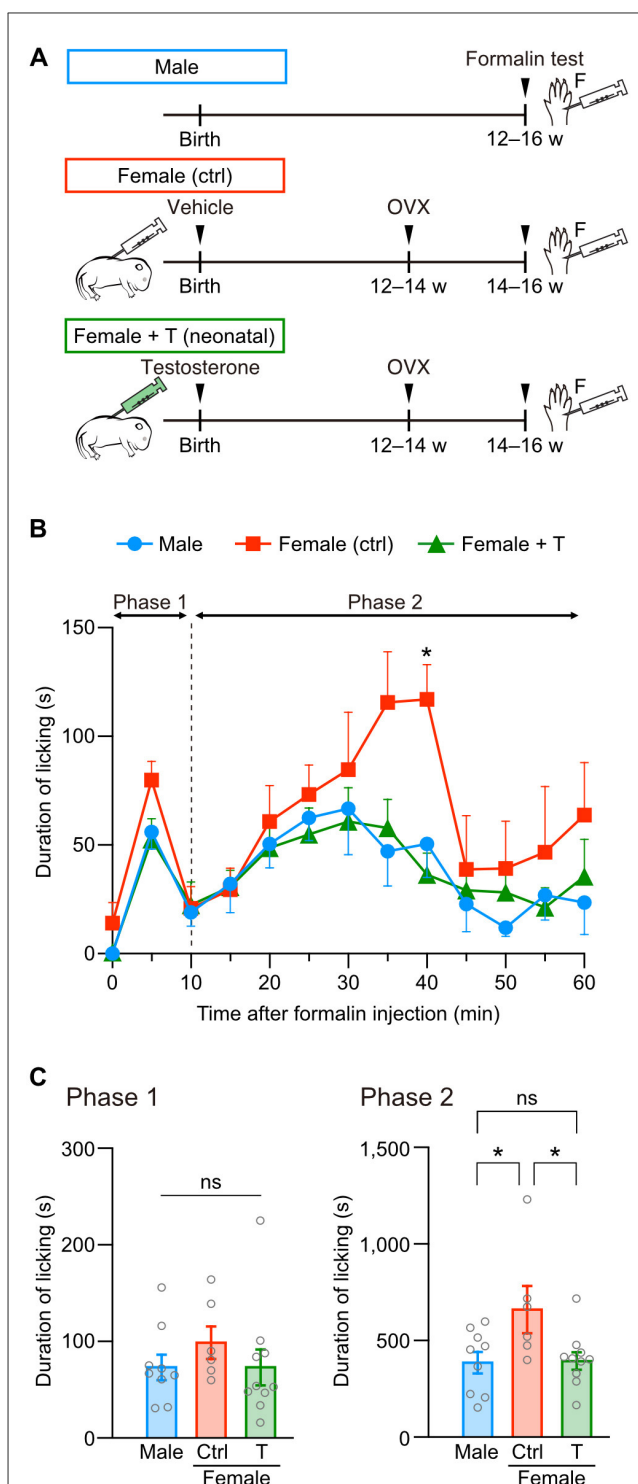 A
Male
Formalin test
F
Birth
12–16 w
Female (ctrl)
Vehicle
OVX
F
Birth
12–14 w
14–16 w
Female + T (neonatal)
Testosterone
OVX
F
Birth
12–14 w
14–16 w
B
Male
Female (ctrl)
Female + T
Phase 1
Phase 2
150
100
50
0
*
Duration of licking (s)
0
10
20
30
40
50
60
Time after formalin injection (min)
C
Phase 1
300
200
100
0
Duration of licking (s)
ns
Male
Ctrl
T
Female
Phase 2
1,500
1,000
500
0
Duration of licking (s)
ns
*
*
Male
Ctrl
T
Female